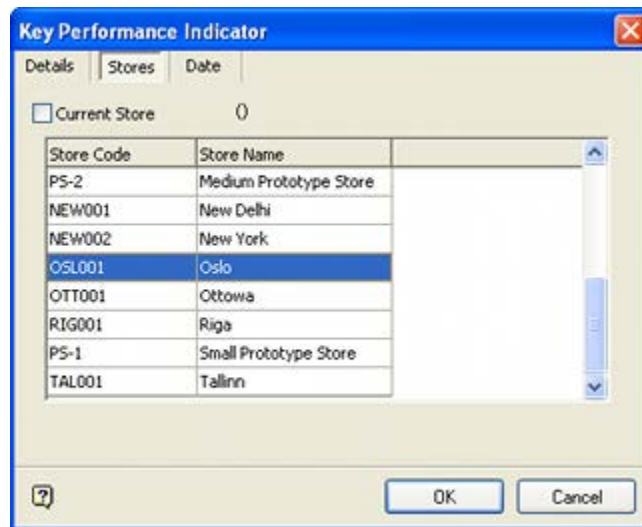 Key Performance Indicator
Details Stores Date
Current Store ()
Store Code Store Name
PS-2 Medium Prototype Store
NEW001 New Delhi
NEW002 New York
OSL001 Oslo
OTT001 Ottowa
RIG001 Riga
PS-1 Small Prototype Store
TAL001 Tallinn
? OK Cancel